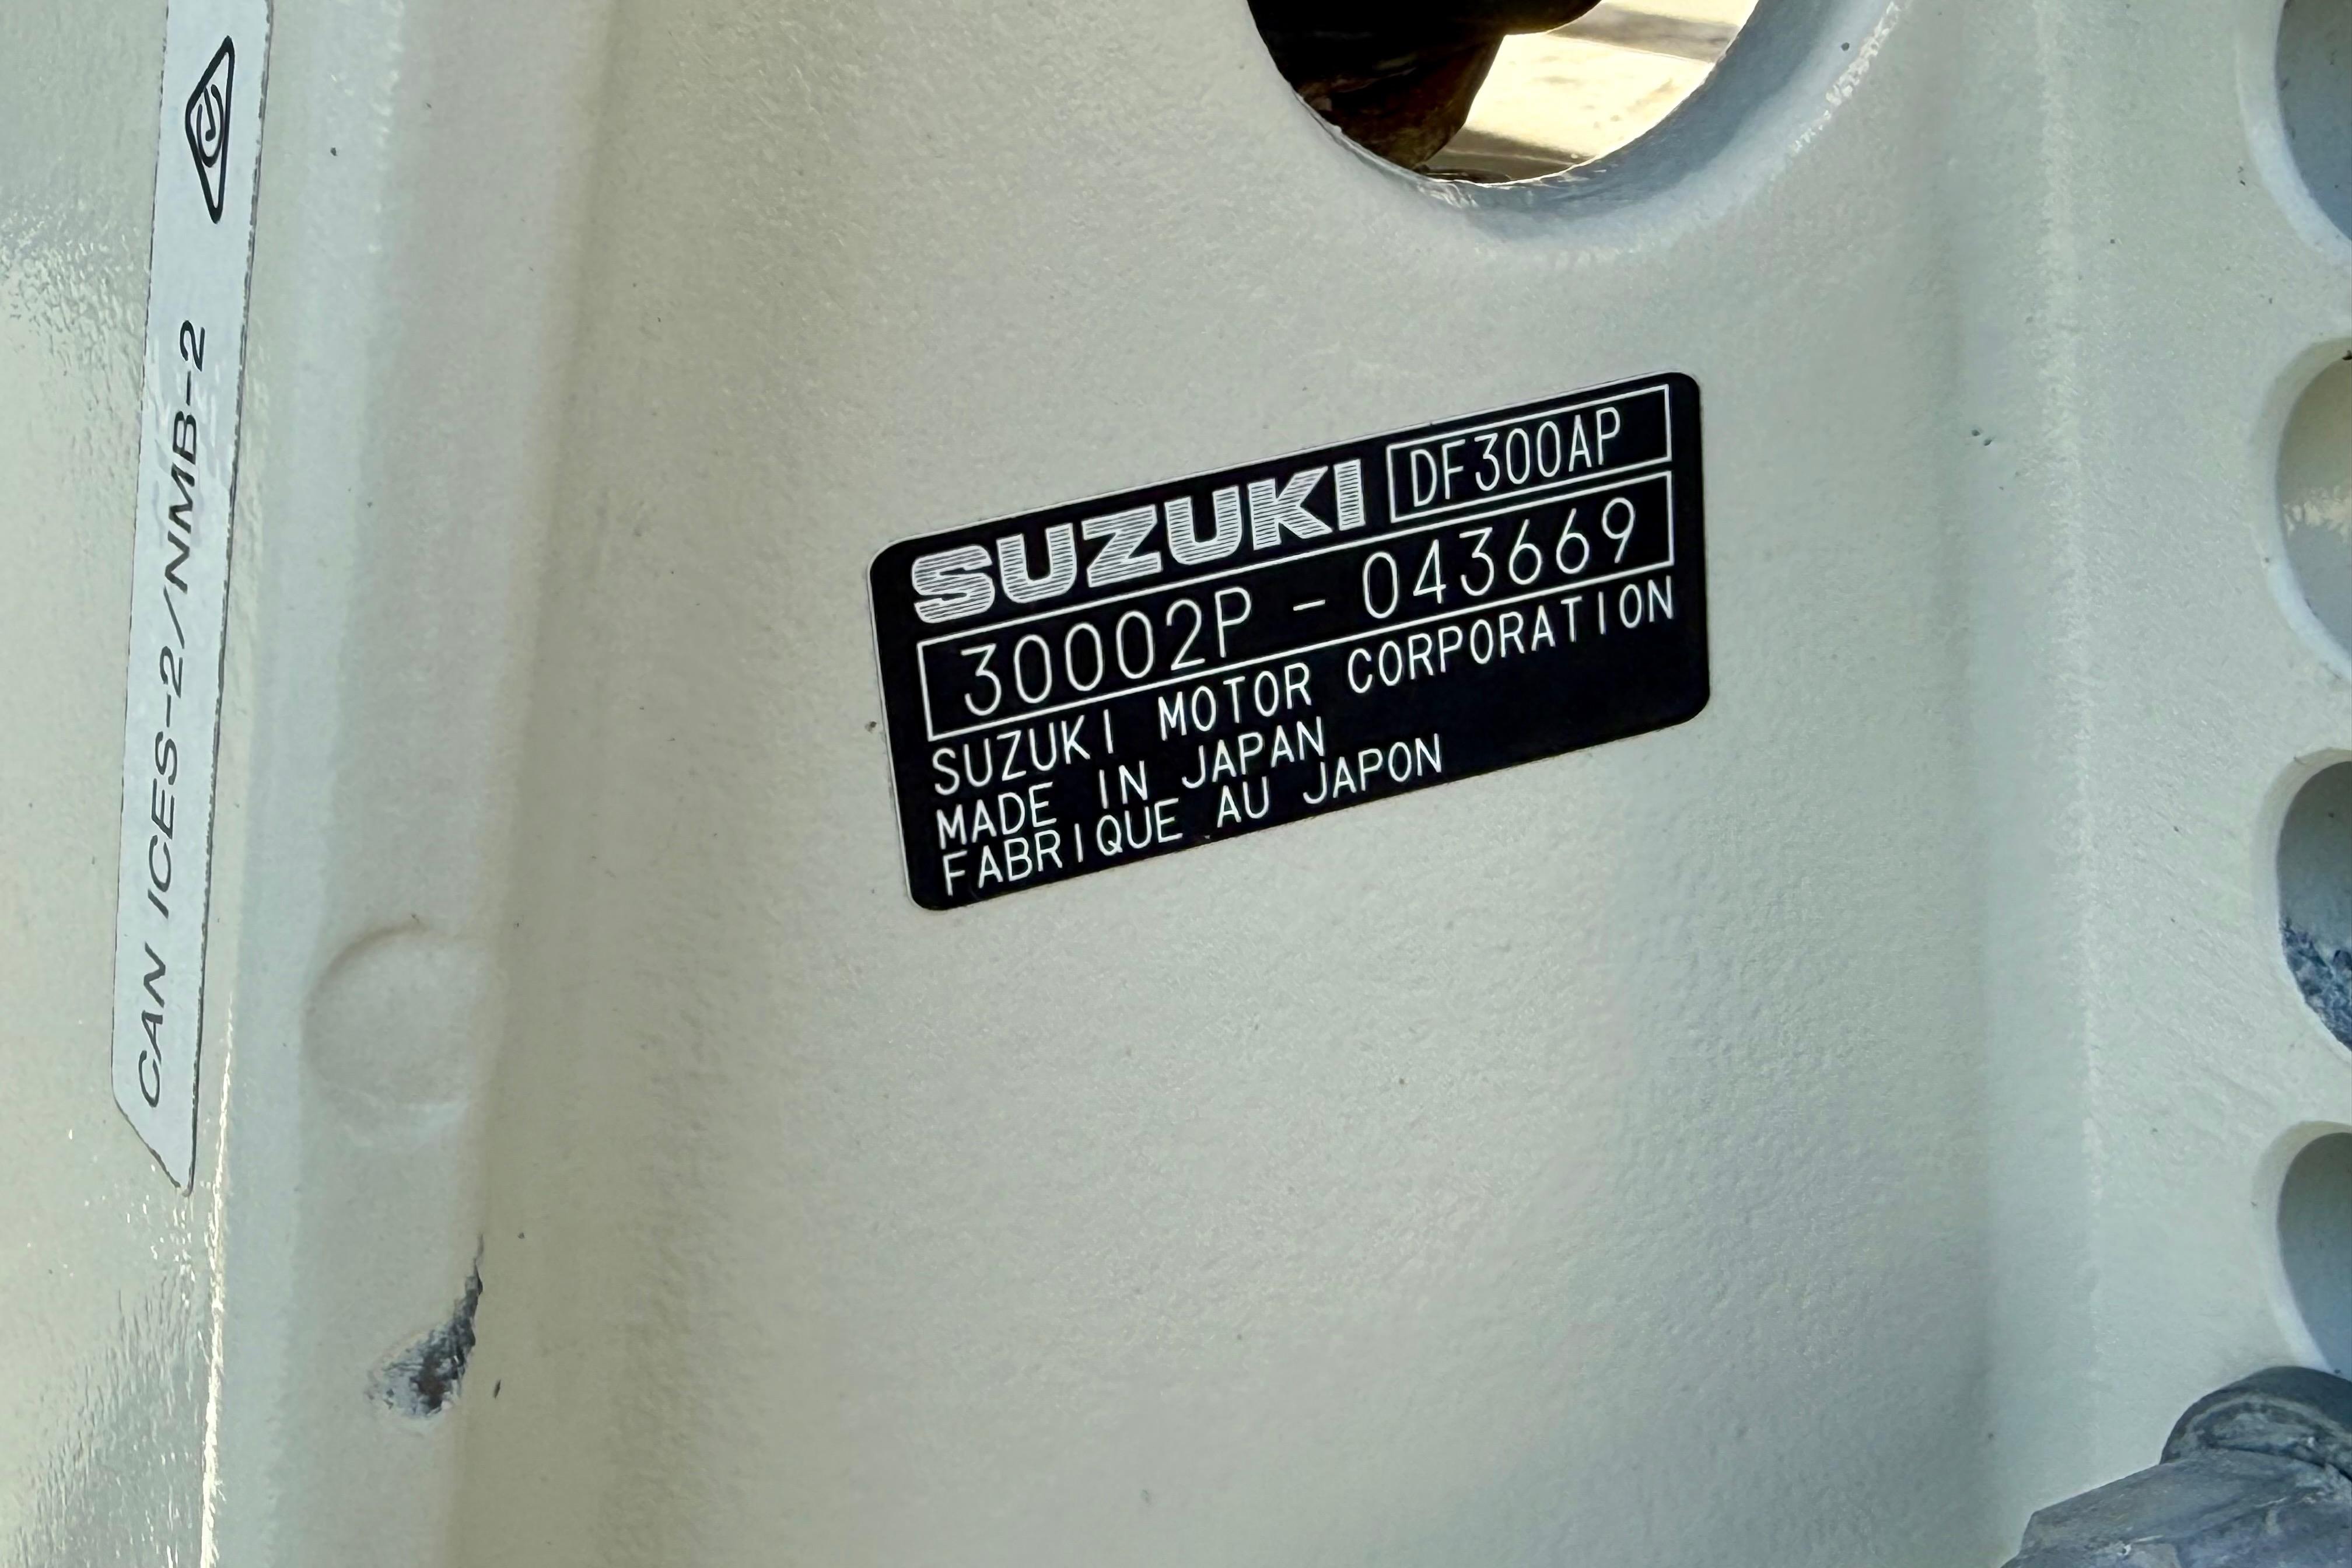 CAN ICES-2/NMB-2
SUZUKI DF300AP
30002P - 043669
SUZUKI MOTOR CORPORATION
MADE IN JAPAN
FABRIQUE AU JAPON